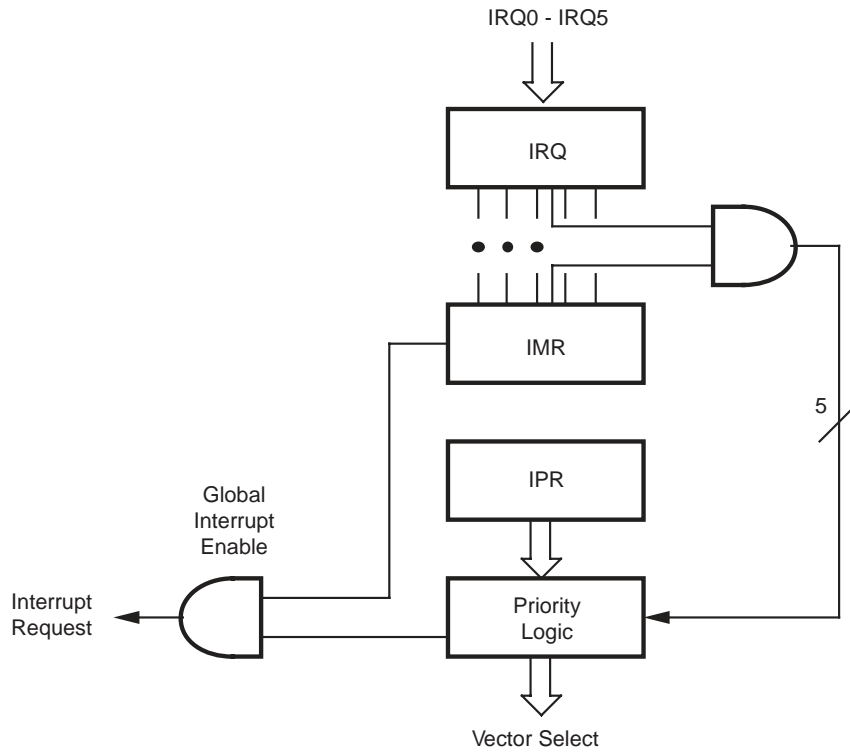 IRQ0 - IRQ5
IRQ
IMR
5
IPR
Global
Interrupt
Enable
Interrupt
Request
Priority
Logic
Vector Select